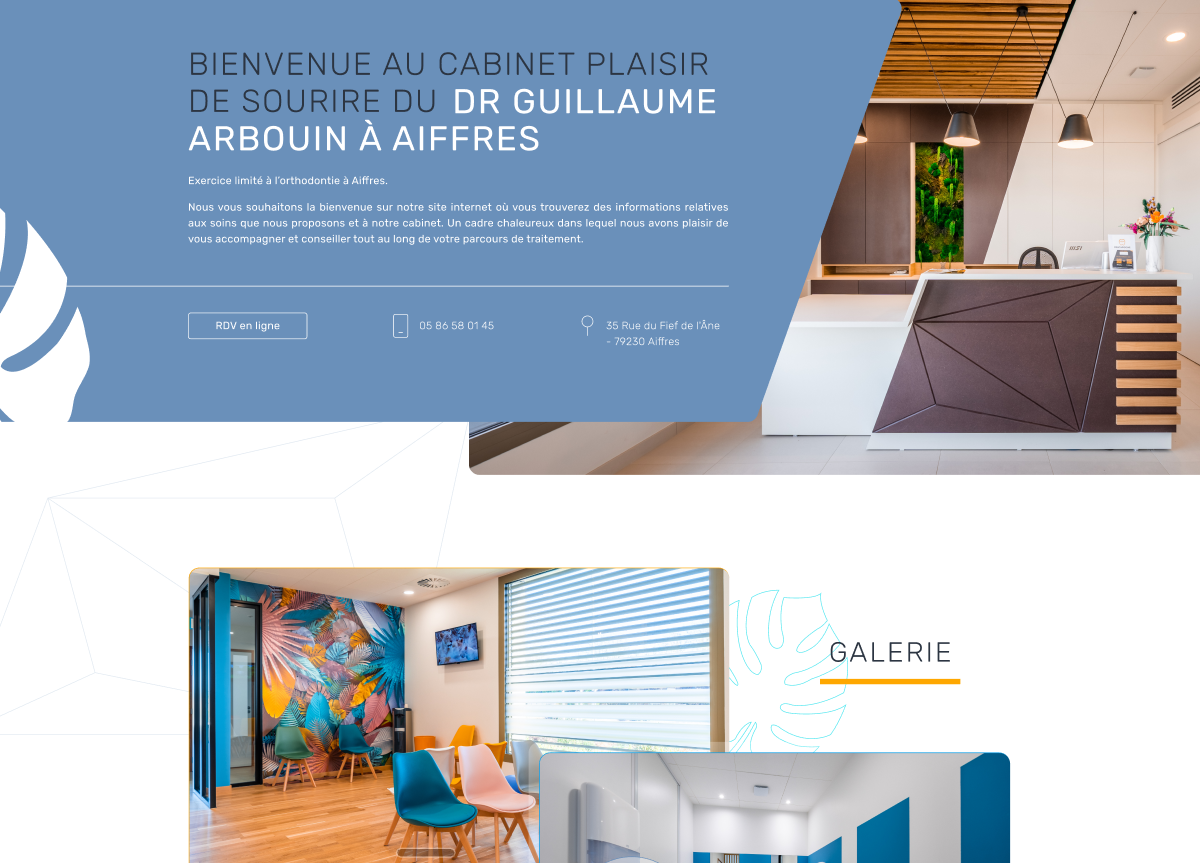 BIENVENUE AU CABINET PLAISIR
DE SOURIRE DU DR GUILLAUME
ARBOUIN À AIFFRES
Exercice limité à l'orthodontie à Aiffres.
Nous vous souhaitons la bienvenue sur notre site internet où vous trouverez des informations relatives
aux soins que nous proposons et à notre cabinet. Un cadre chaleureux dans lequel nous avons plaisir de
vous accompagner et conseiller tout au long de votre parcours de traitement.
RDV en ligne
05 86 58 01 45
35 Rue du Fief de l'Âne
- 79230 Aiffres
GALERIE